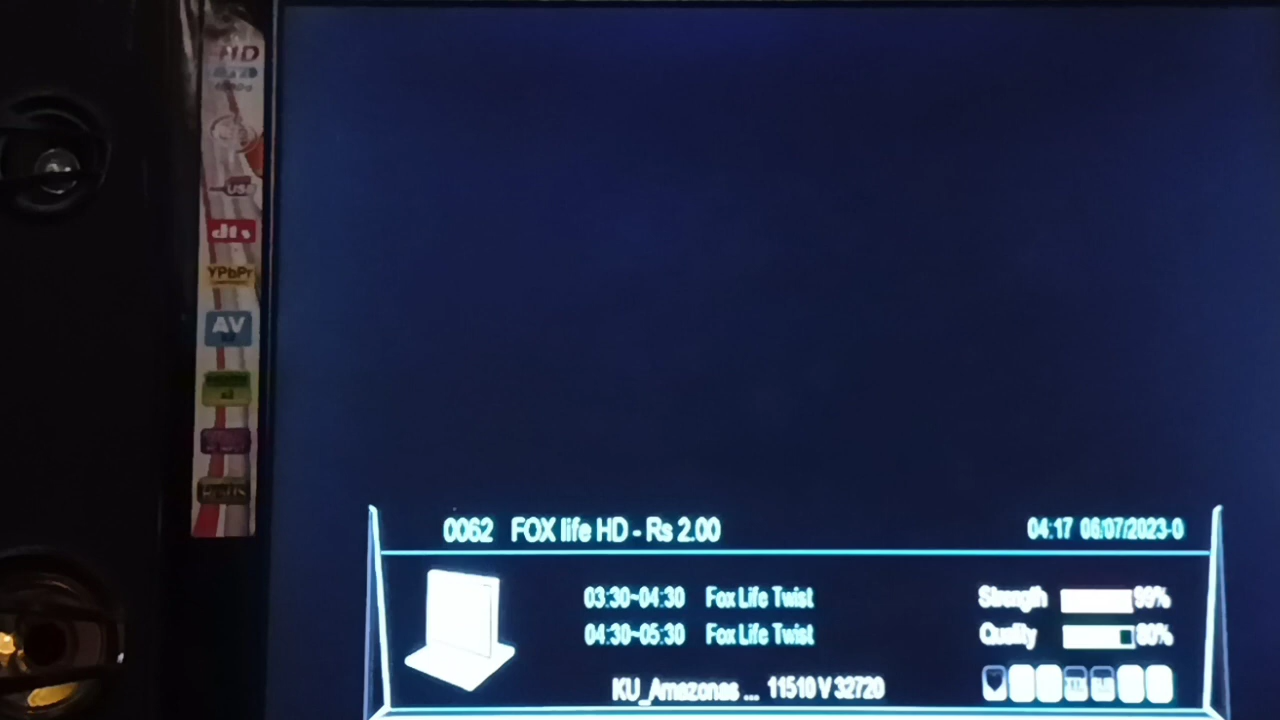 HD
USB
dts
YPbPr
AV
0062 FOX life HD - Rs 2.00
04:17 06/07/2023-0
03:30~04:30 Fox Life Twist
04:30~05:30 Fox Life Twist
Strength 99%
Quality 80%
KU_Amazonas ... 11510 V 32720